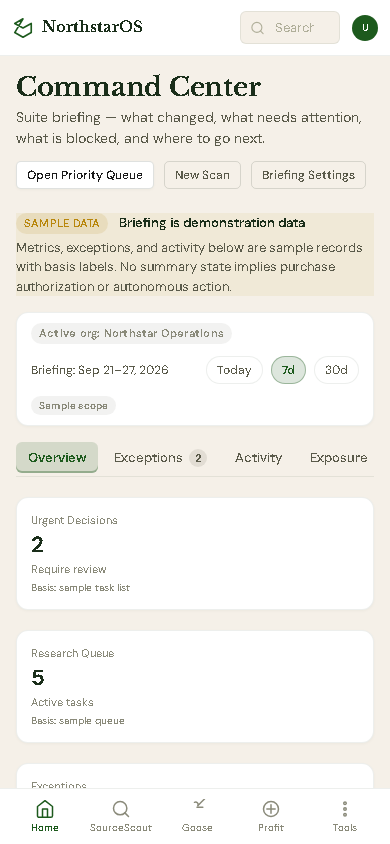 NorthstarOS
Search
U
Command Center
Suite briefing — what changed, what needs attention,
what is blocked, and where to go next.
Open Priority Queue
New Scan
Briefing Settings
SAMPLE DATA
Briefing is demonstration data
Metrics, exceptions, and activity below are sample records
with basis labels. No summary state implies purchase
authorization or autonomous action.
Active org: Northstar Operations
Briefing: Sep 21–27, 2026
Today
7d
30d
Sample scope
Overview
Exceptions
2
Activity
Exposure
Urgent Decisions
2
Require review
Basis: sample task list
Research Queue
5
Active tasks
Basis: sample queue
Exceptions
Home
SourceScout
Goose
Profit
Tools